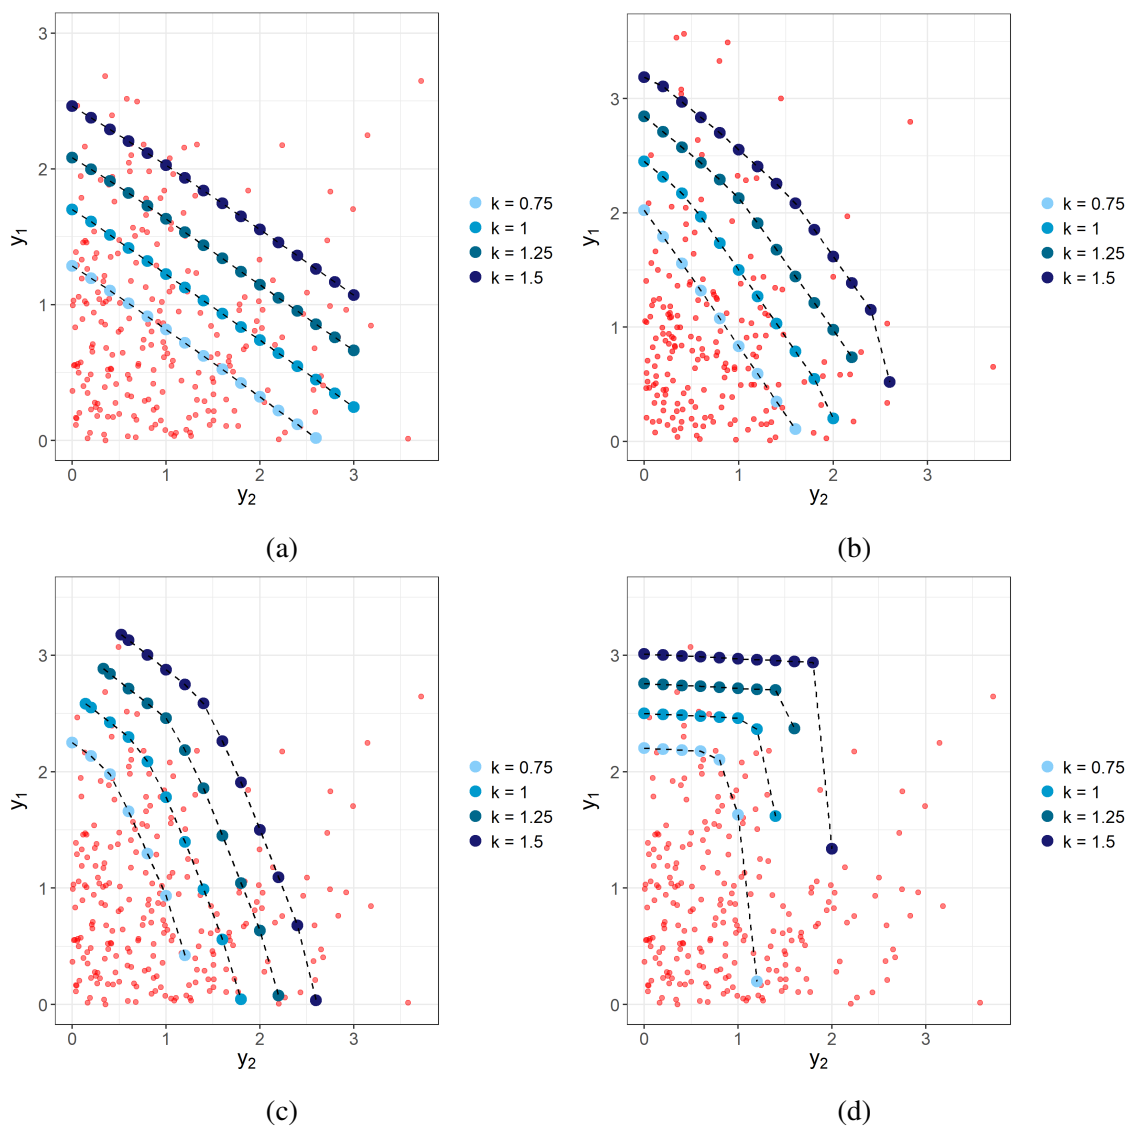 3
2
1
0
y1
0
1
2
3
y2
k = 0.75
k = 1
k = 1.25
k = 1.5
(a)
3
2
1
0
y1
0
1
2
3
y2
k = 0.75
k = 1
k = 1.25
k = 1.5
(b)
3
2
1
0
y1
0
1
2
3
y2
k = 0.75
k = 1
k = 1.25
k = 1.5
(c)
3
2
1
0
y1
0
1
2
3
y2
k = 0.75
k = 1
k = 1.25
k = 1.5
(d)